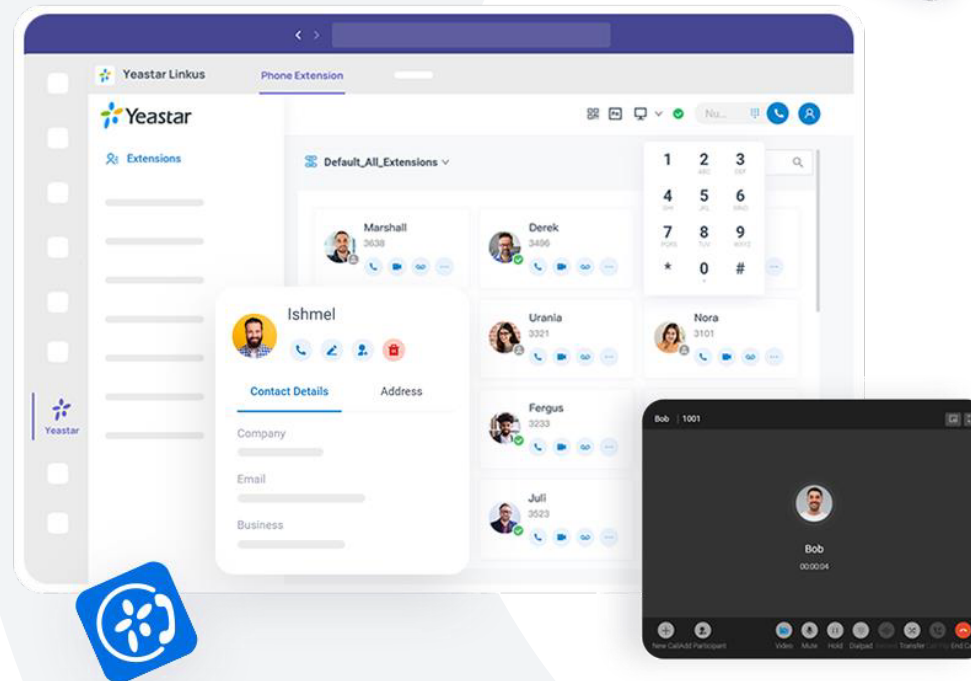 Yeastar Linkus
Phone Extension
Yeastar
Nu...
Extensions
Default_All_Extensions
1 2 3
ABC DEF
4 5 6
GHI JKL MNO
7 8 9
PQRS TUV WXYZ
* 0 #
+
Marshall
3638
Derek
3496
Ishmel
Urania
3321
Nora
3101
Contact Details
Address
Company
Email
Business
Fergus
3233
Juli
3523
Yeastar
Bob | 1001
Bob
00:00:04
New Call
Add Participant
Video
Mute
Hold
Dialpad
Transfer